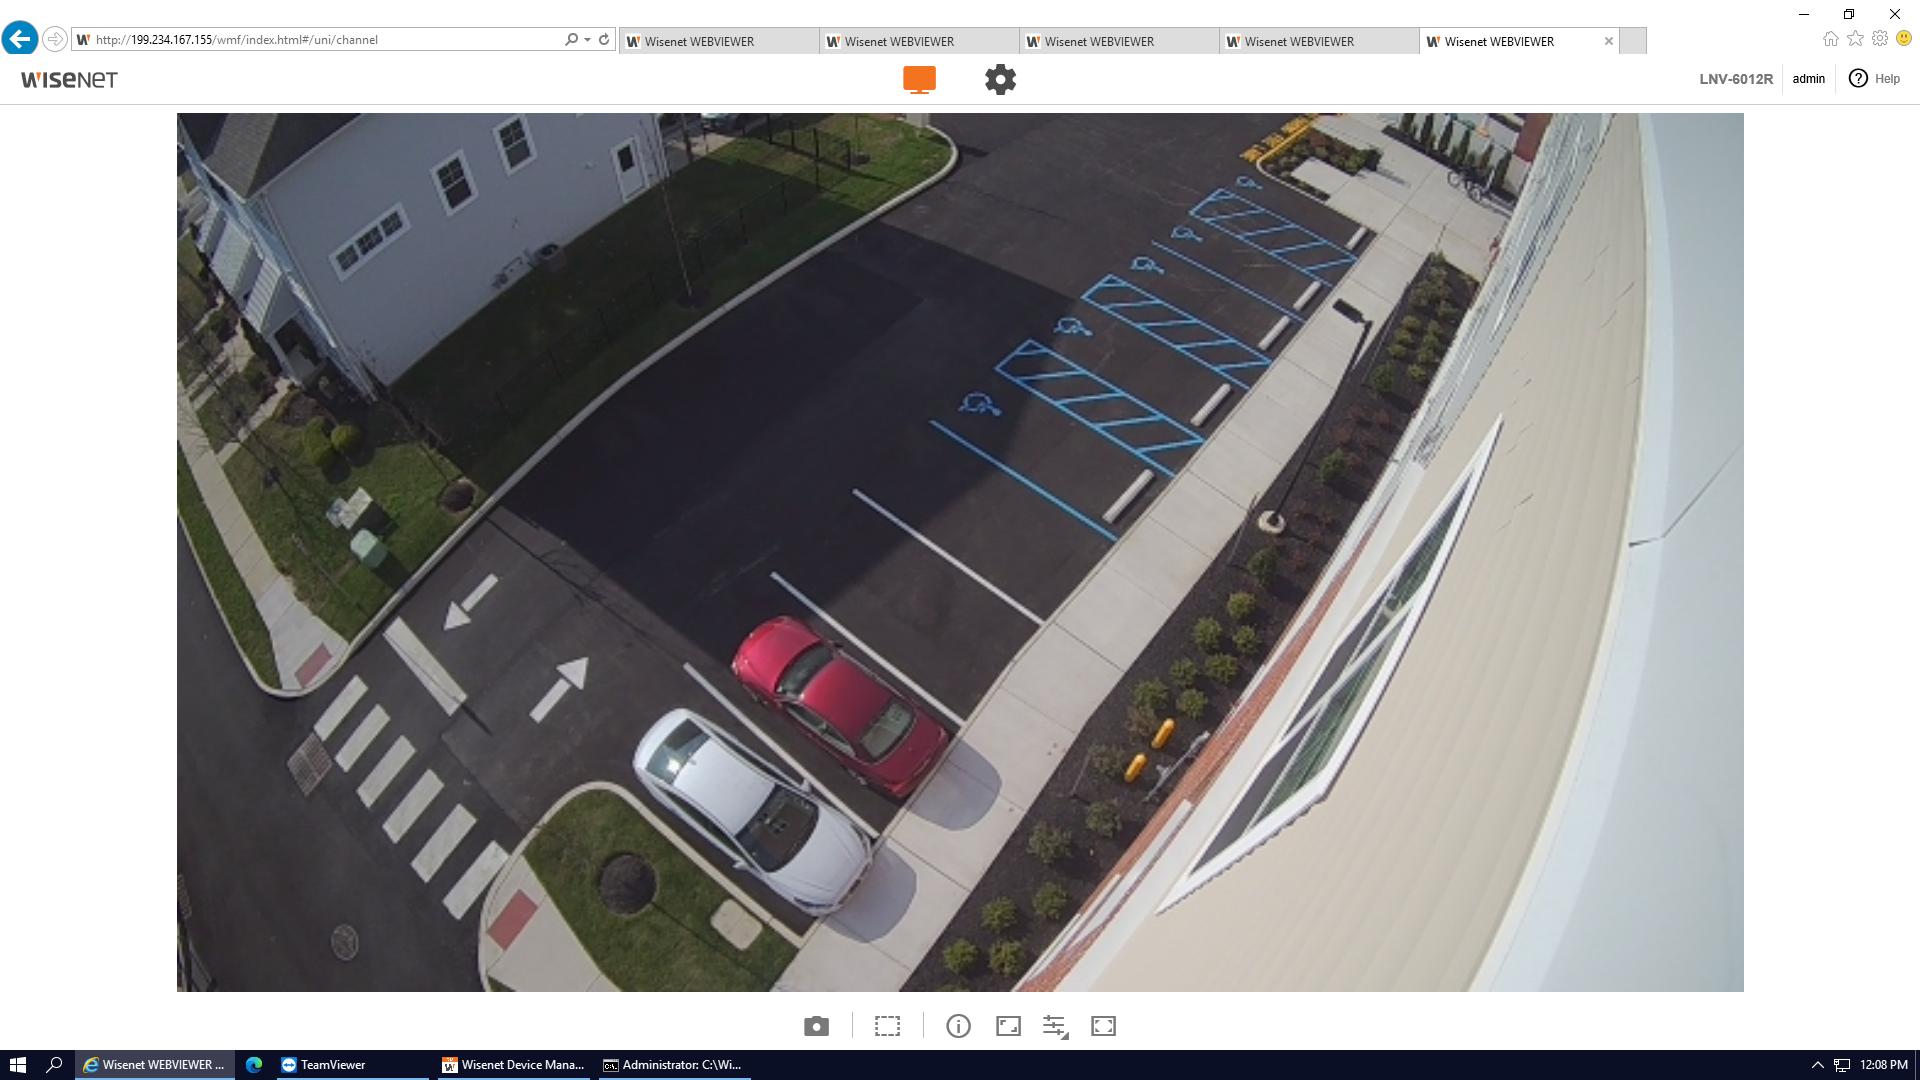 http://199.234.167.155/wmf/index.html#/uni/channel
Wisenet WEBVIEWER
Wisenet WEBVIEWER
Wisenet WEBVIEWER
Wisenet WEBVIEWER
Wisenet WEBVIEWER
WISENET
LNV-6012R
admin
? Help
Wisenet WEBVIEWER ...
TeamViewer
Wisenet Device Mana...
Administrator: C:\Wi...
12:08 PM